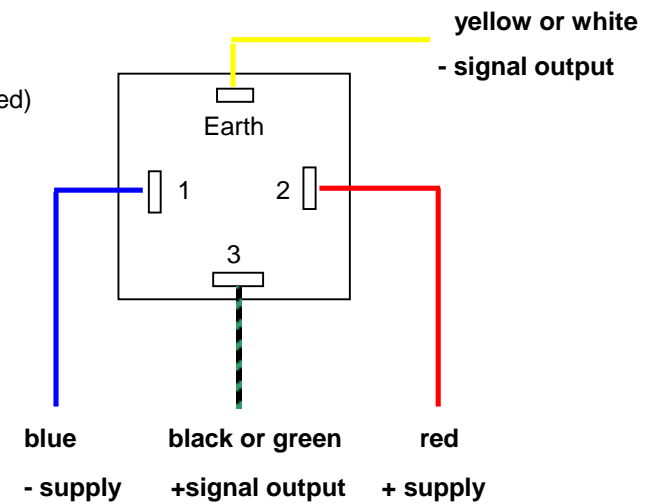 yellow or white
- signal output
ed)
Earth
1
2
3
blue
black or green
red
- supply
+signal output
+ supply